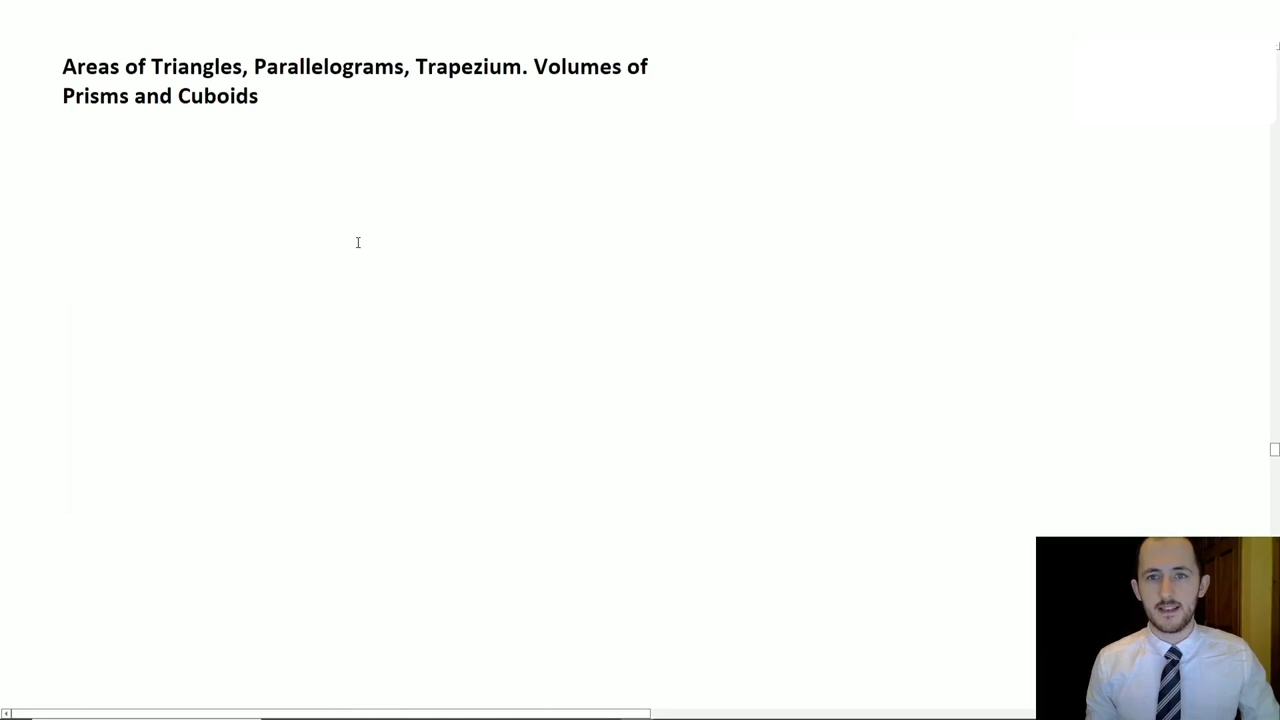 Areas of Triangles, Parallelograms, Trapezium. Volumes of
Prisms and Cuboids